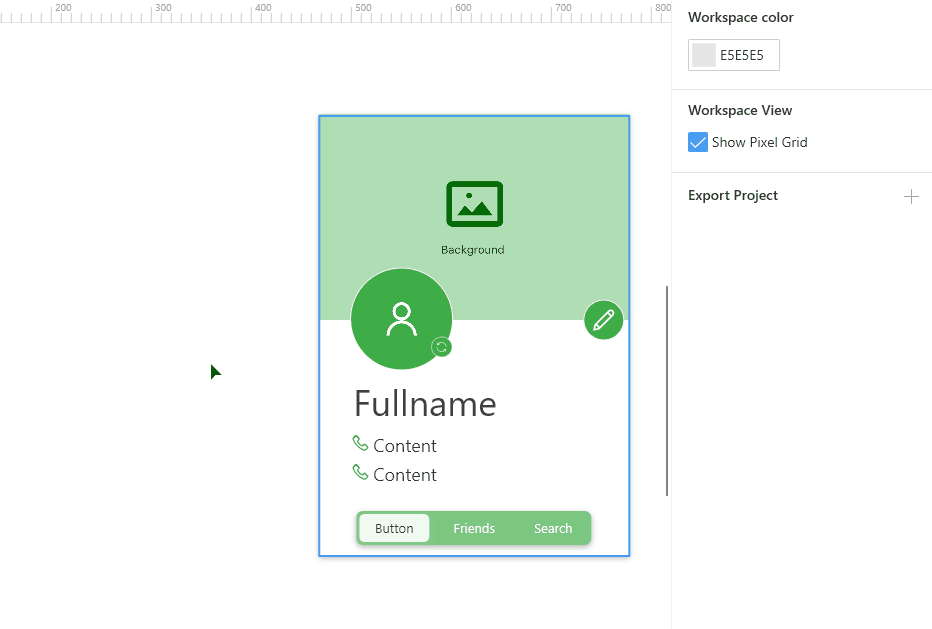 200 300 400 500 600 700 800
Workspace color
E5E5E5
Workspace View
Show Pixel Grid
Export Project
Background
Fullname
Content
Content
Button Friends Search